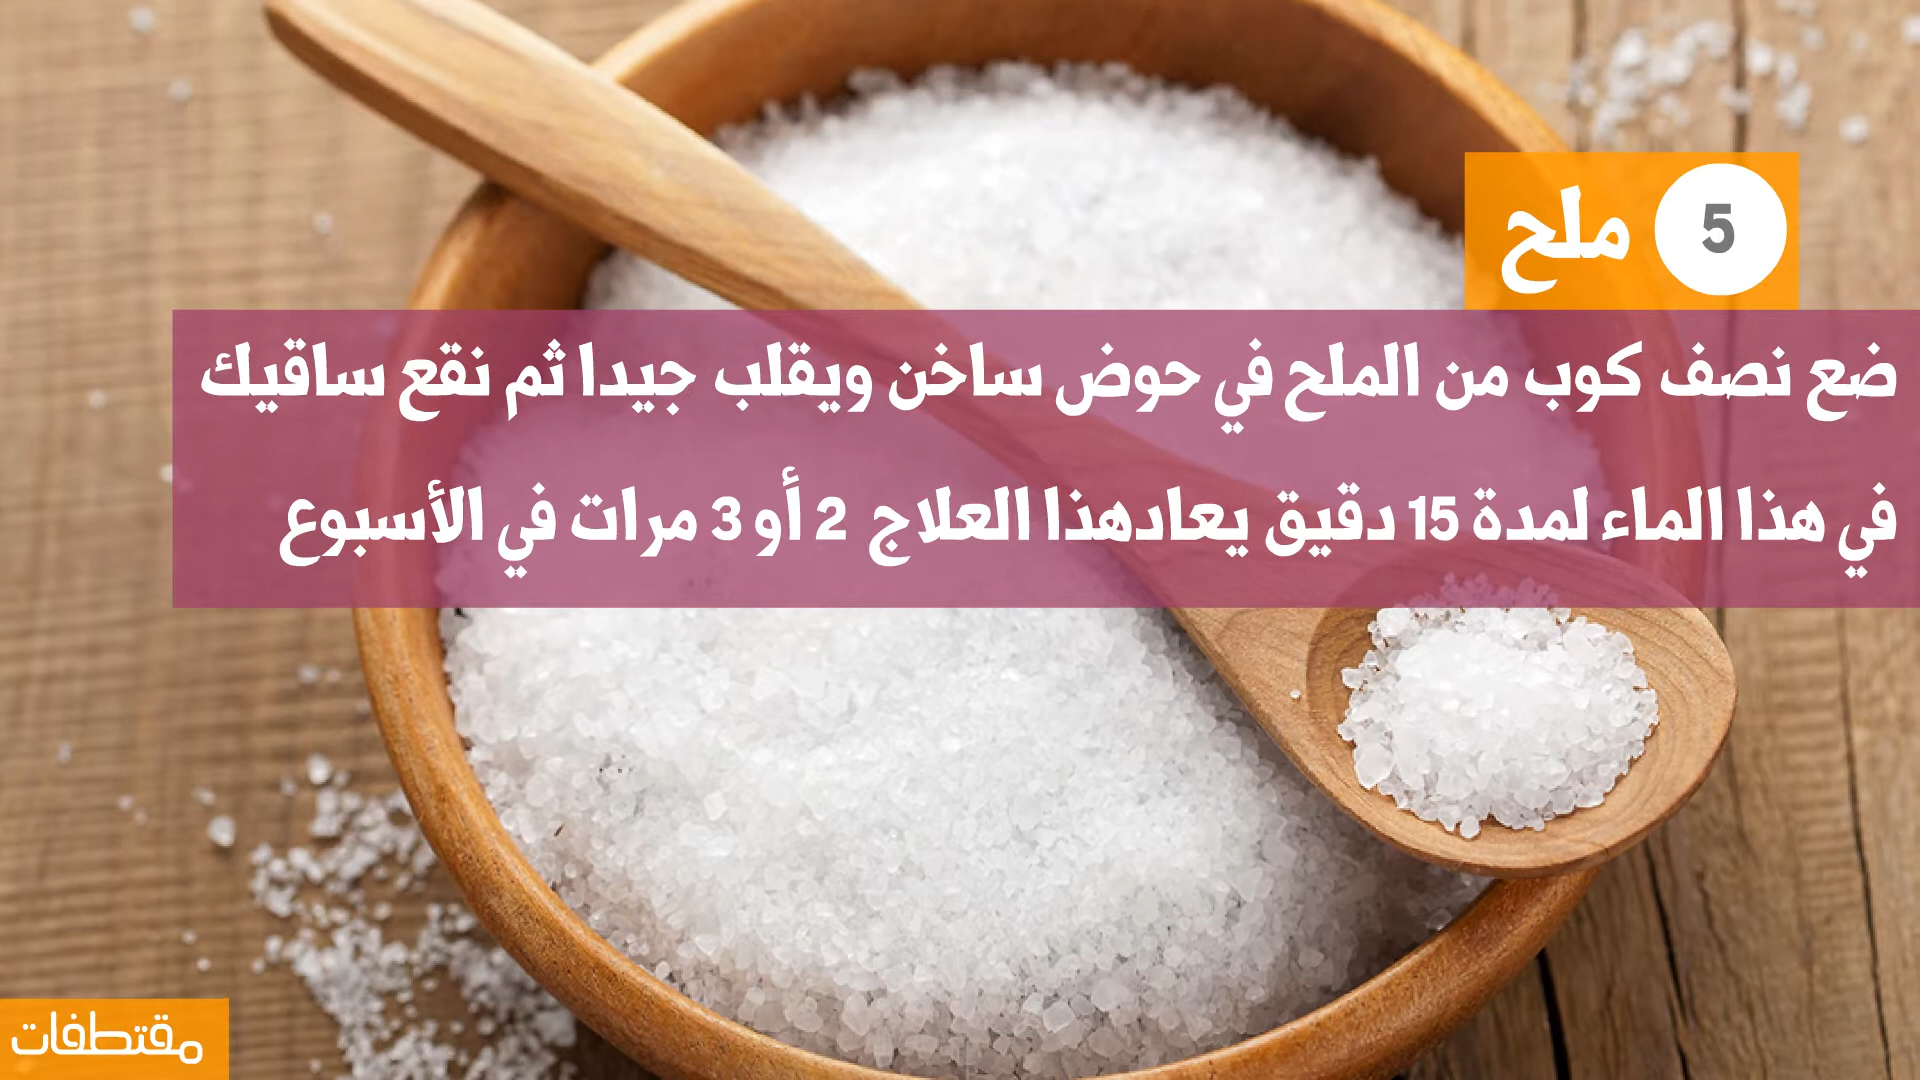 5 ملح
ضع نصف كوب من الملح في حوض ساخن ويقلب جيدا ثم نقع ساقيك
في هذا الماء لمدة 15 دقيق يعادهذا العلاج 2 أو 3 مرات في الأسبوع
مقتطفات